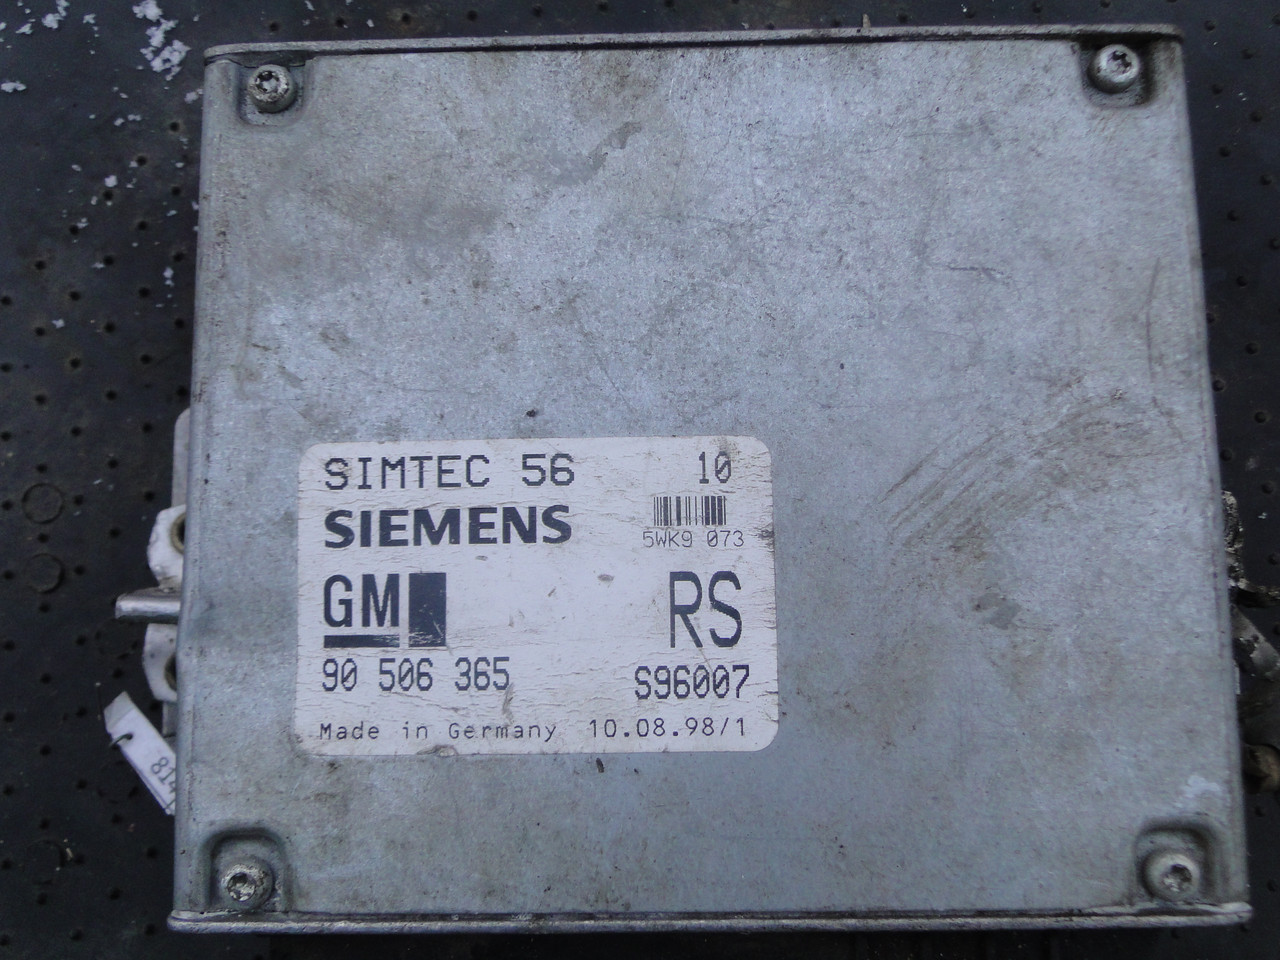 SIMTEC 56 10
SIEMENS
5WK9 073
GM RS
90 506 365 S96007
Made in Germany 10.08.98/1
814